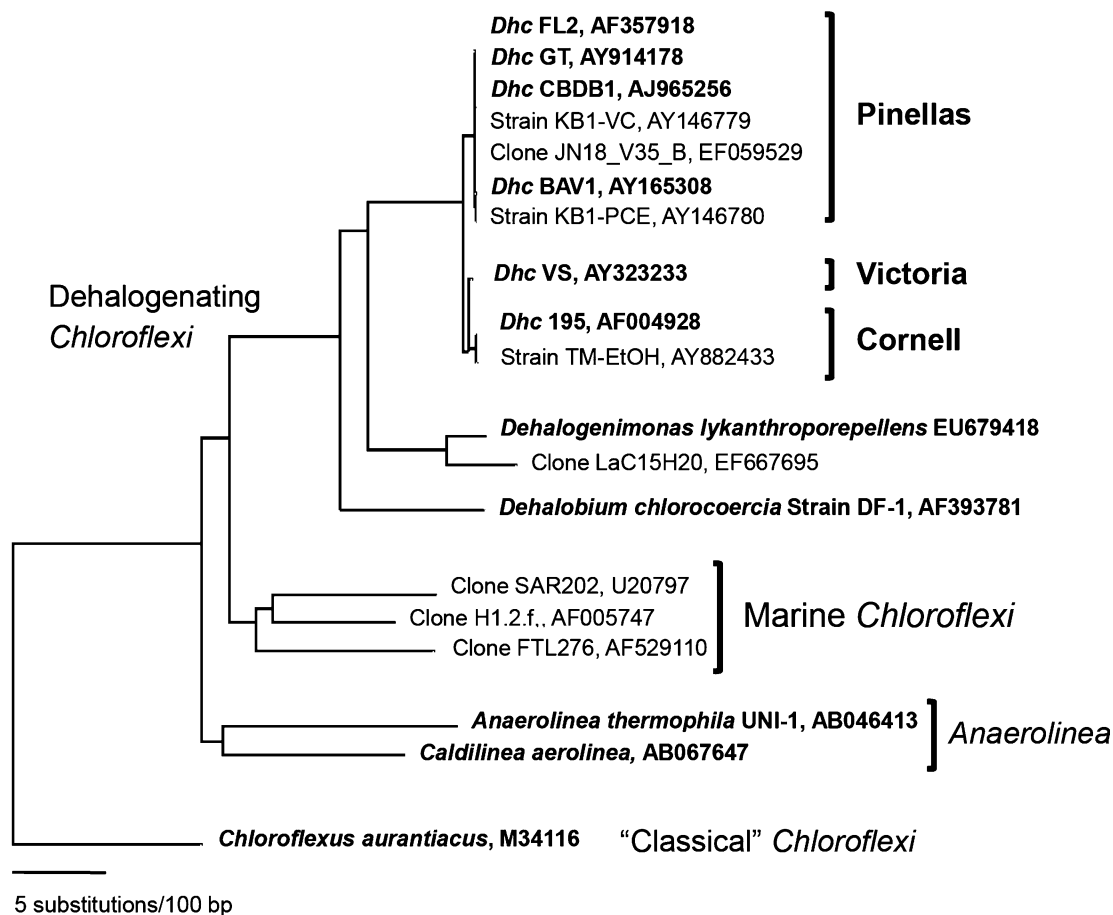 Dhc FL2, AF357918
Dhc GT, AY914178
Dhc CBDB1, AJ965256
Strain KB1-VC, AY146779
Clone JN18_V35_B, EF059529
Dhc BAV1, AY165308
Strain KB1-PCE, AY146780
Pinellas
Dhc VS, AY323233
Victoria
Dhc 195, AF004928
Strain TM-EtOH, AY882433
Cornell
Dehalogenating
Chloroflexi
Dehalogenimonas lykanthroporepellens EU679418
Clone LaC15H20, EF667695
Dehalobium chlorocoercia Strain DF-1, AF393781
Clone SAR202, U20797
Clone H1.2.f,, AF005747
Clone FTL276, AF529110
Marine Chloroflexi
Anaerolinea thermophila UNI-1, AB046413
Caldilinea aerolinea, AB067647
Anaerolinea
Chloroflexus aurantiacus, M34116
“Classical” Chloroflexi
5 substitutions/100 bp